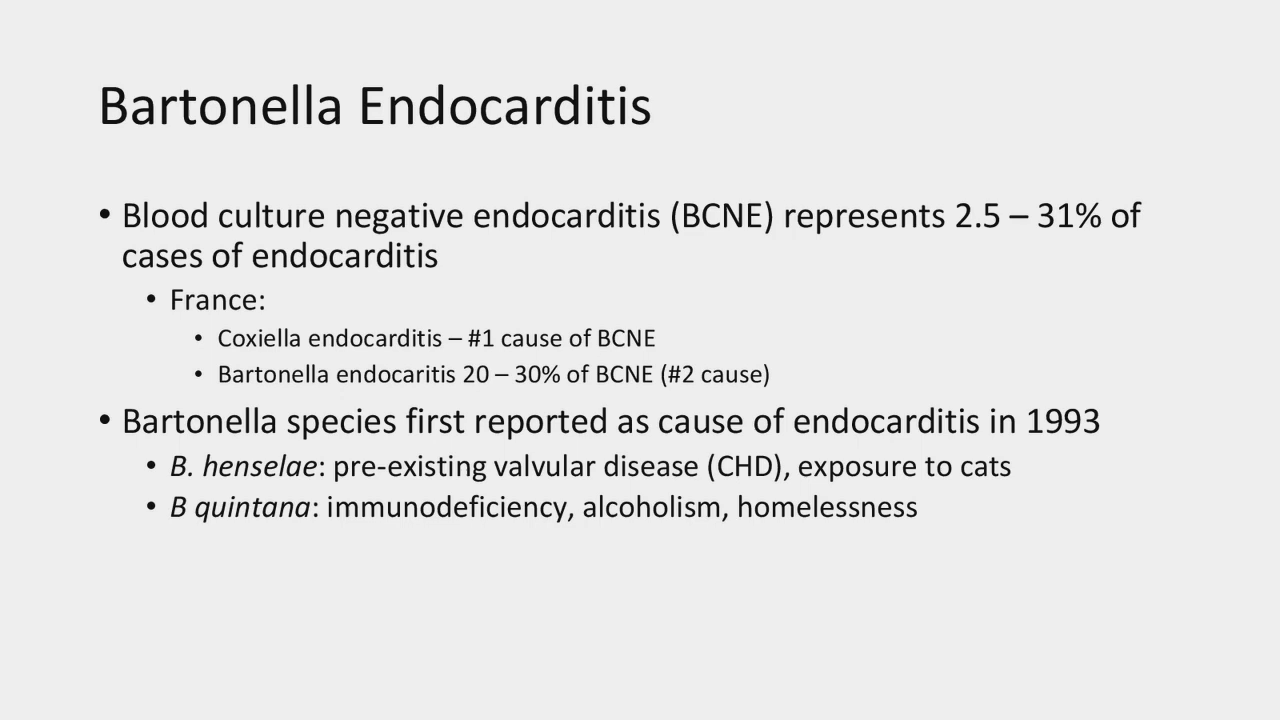 Bartonella Endocarditis
• Blood culture negative endocarditis (BCNE) represents 2.5 – 31% of
cases of endocarditis
• France:
• Coxiella endocarditis – #1 cause of BCNE
• Bartonella endocaritis 20 – 30% of BCNE (#2 cause)
• Bartonella species first reported as cause of endocarditis in 1993
• B. henselae: pre-existing valvular disease (CHD), exposure to cats
• B quintana: immunodeficiency, alcoholism, homelessness